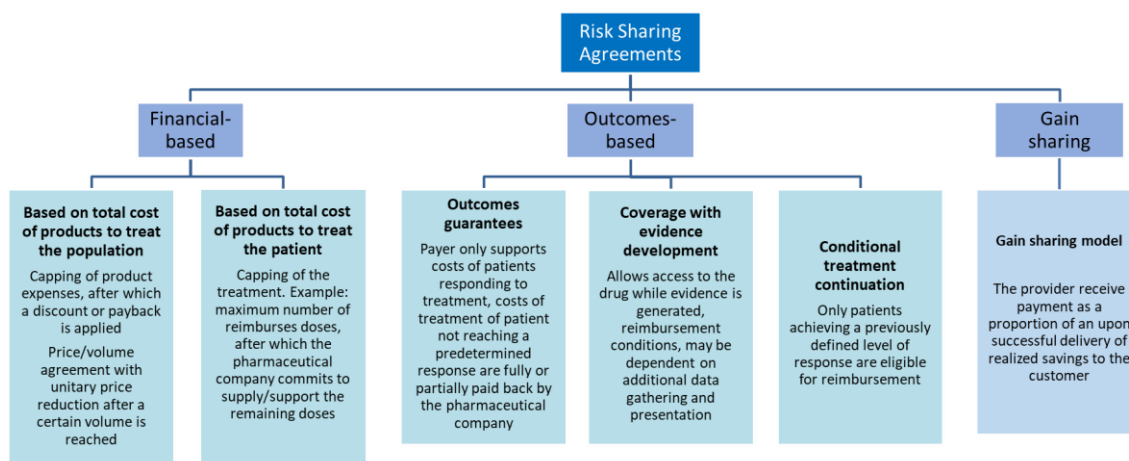 Risk Sharing
Agreements
Financial-
based
Outcomes-
based
Gain
sharing
Based on total cost
of products to treat
the population
Capping of product
expenses, after which
a discount or payback
is applied
Price/volume
agreement with
unitary price
reduction after a
certain volume is
reached
Based on total cost
of products to treat
the patient
Capping of the
treatment. Example:
maximum number of
reimburses doses,
after which the
pharmaceutical
company commits to
supply/support the
remaining doses
Outcomes
guarantees
Payer only supports
costs of patients
responding to
treatment, costs of
treatment of patient
not reaching a
predetermined
response are fully or
partially paid back by
the pharmaceutical
company
Coverage with
evidence
development
Allows access to the
drug while evidence is
generated,
reimbursement
conditions, may be
dependent on
additional data
gathering and
presentation
Conditional
treatment
continuation
Only patients
achieving a previously
defined level of
response are eligible
for reimbursement
Gain sharing model
The provider receive
payment as a
proportion of an upon
successful delivery of
realized savings to the
customer